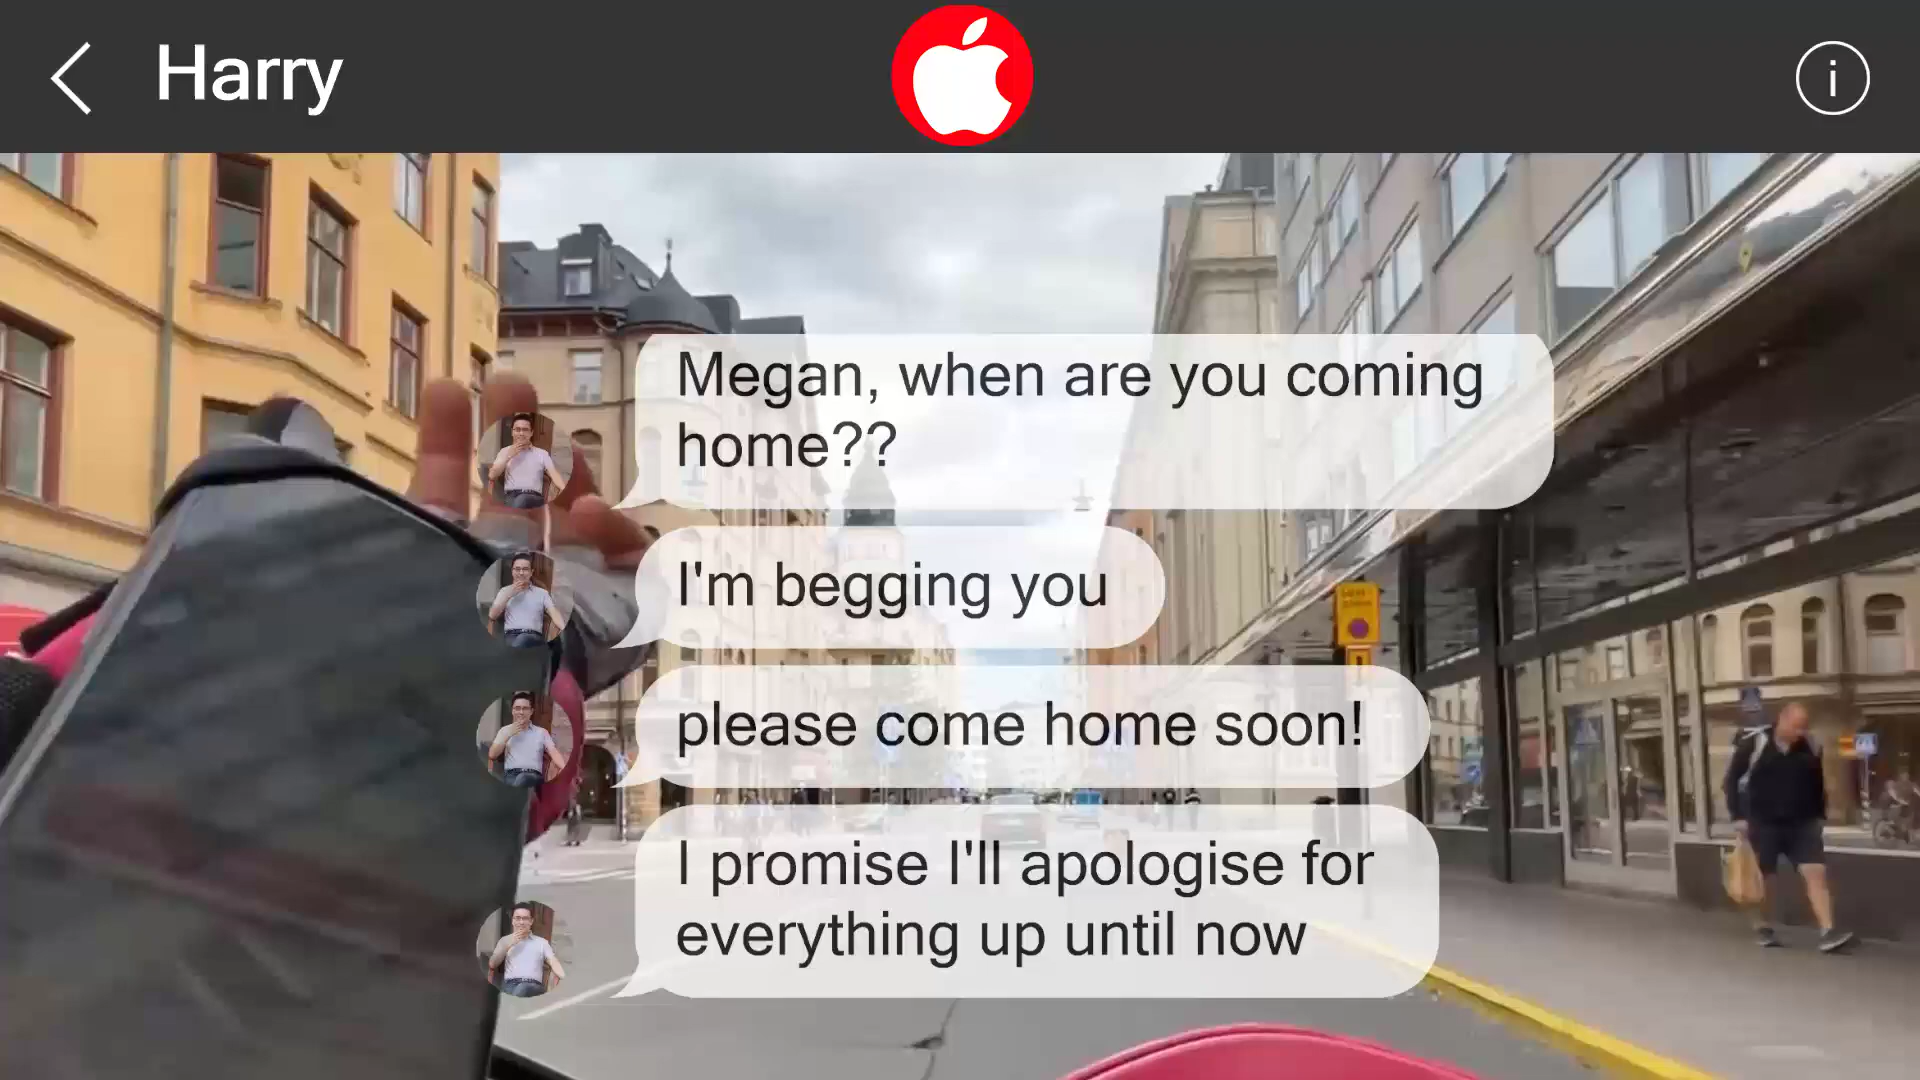 Harry
Megan, when are you coming
home??
I'm begging you
please come home soon!
I promise I'll apologise for
everything up until now